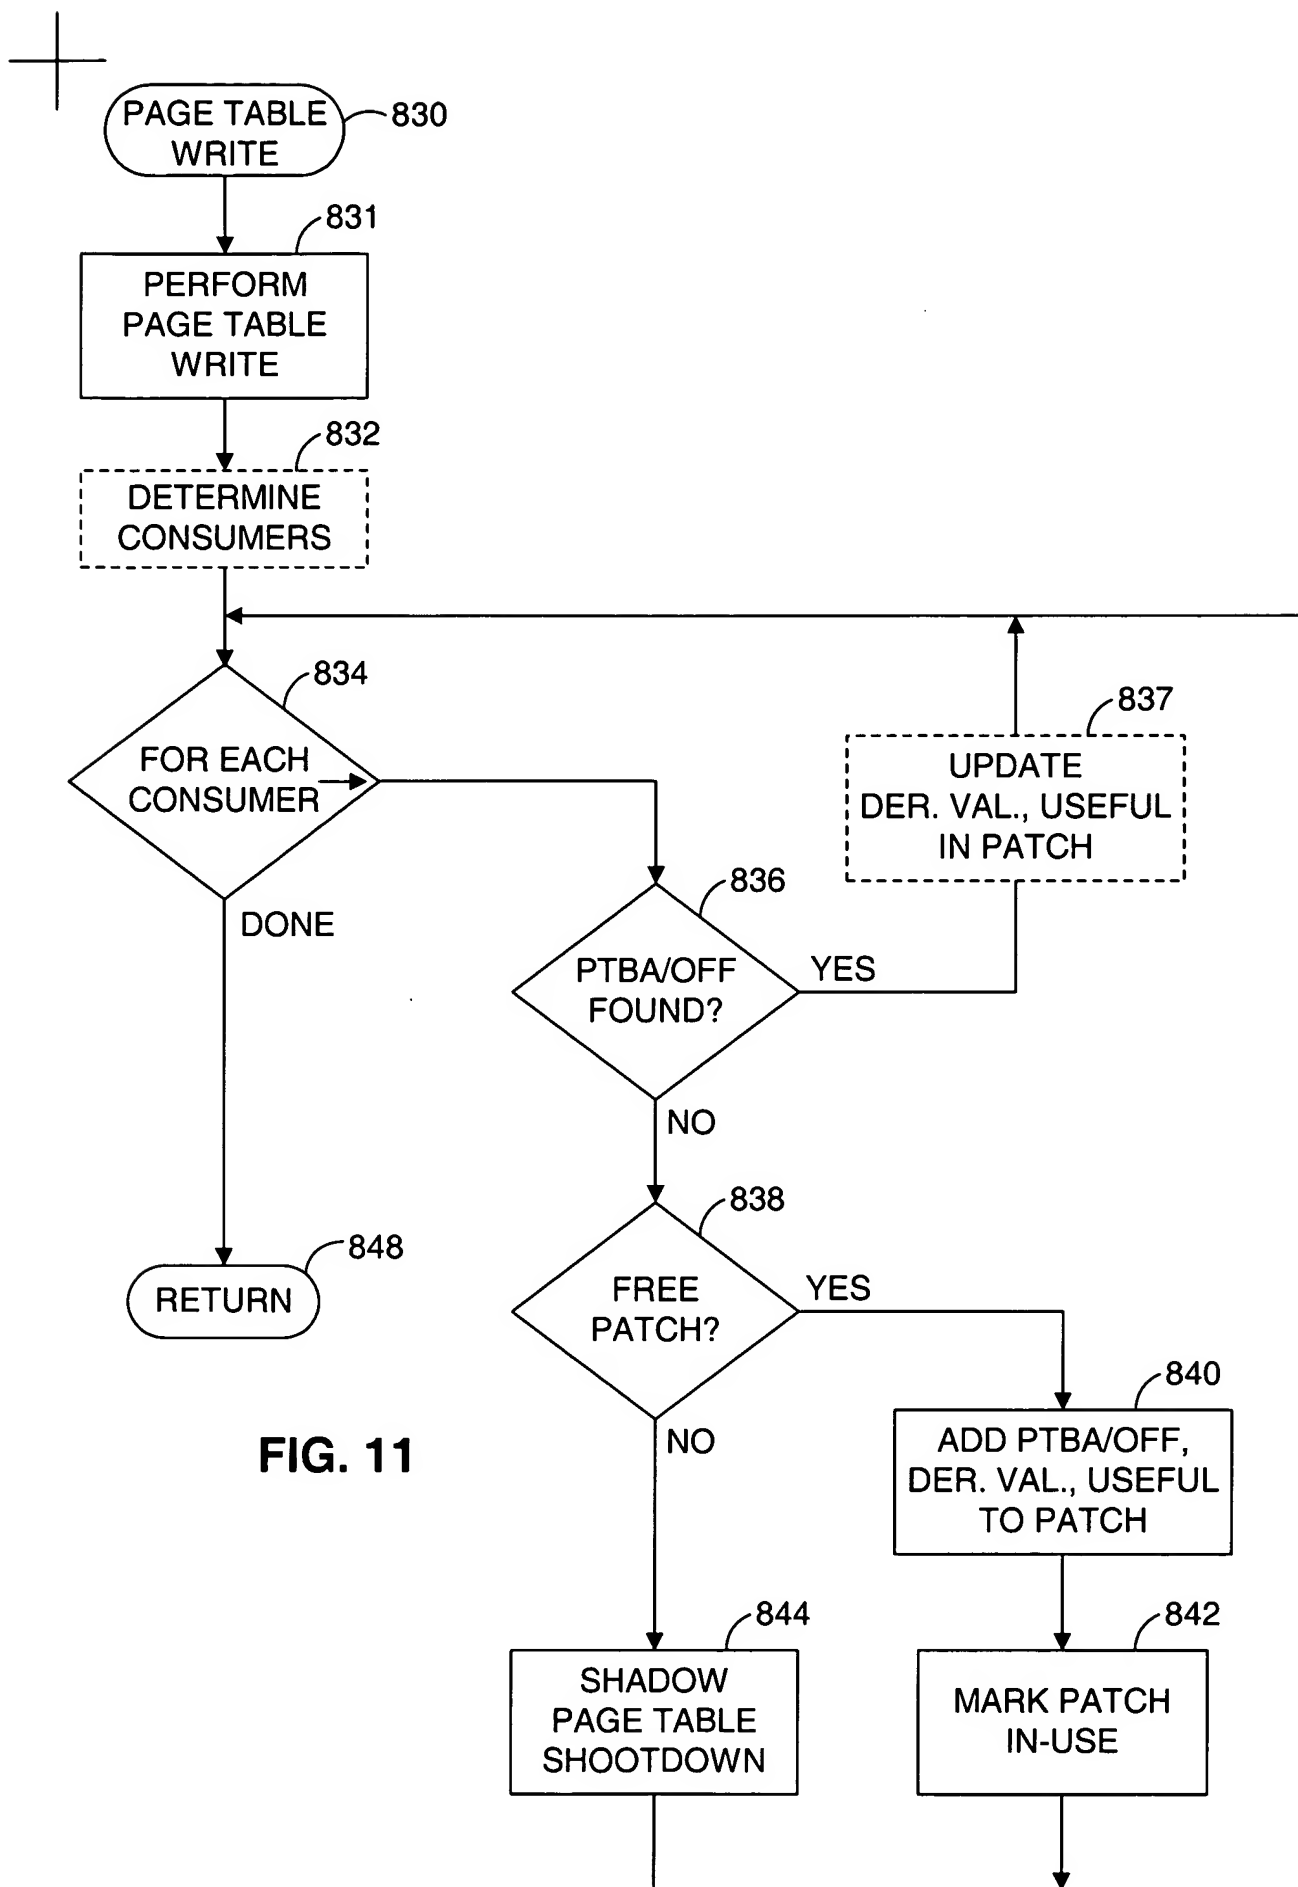 PAGE TABLE
WRITE
830
831
PERFORM
PAGE TABLE
WRITE
832
DETERMINE
CONSUMERS
834
FOR EACH
CONSUMER
DONE
837
UPDATE
DER. VAL., USEFUL
IN PATCH
836
PTBA/OFF
FOUND?
YES
NO
838
FREE
PATCH?
YES
NO
848
RETURN
840
ADD PTBA/OFF,
DER. VAL., USEFUL
TO PATCH
FIG. 11
844
SHADOW
PAGE TABLE
SHOOTDOWN
842
MARK PATCH
IN-USE